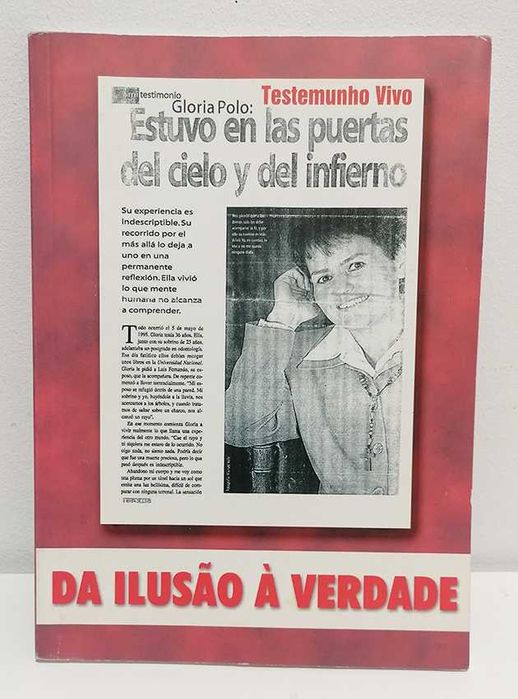 testimonio
Testemunho Vivo
Gloria Polo:
Estuvo en las puertas
del cielo y del infierno
Su experiencia es
indescriptible. Su
recorrido por el
más allá lo deja a
uno en una
permanente
reflexión. Ella vivió
lo que mente
humana no alcanza
a comprender.
Todo ocurrió el 5 de mayo de
1995. Gloria tenía 36 años. Ella,
junto con su sobrino de 23 años,
adelantaba un postgrado en odontología.
Ese día fatídico ellos debían recoger
unos libros en la Universidad Nacional.
Gloria le pidió a Luis Fernando, su es-
poso, que la acompañara. De repente co-
menzó a llover torrencialmente. "Mi es-
poso se refugió detrás de una pared. Mi
sobrino y yo, huyéndole a la lluvia, nos
acercamos a los árboles, y cuando tratá-
mos de saltar sobre un charco, nos al-
canzó un rayo".
En ese momento comienza Gloria a
vivir realmente lo que llama una expe-
riencia del otro mundo. "Cae el rayo y
ni siquiera me entero de lo ocurrido. No
oigo nada, no siento nada. Podría decir
que fue una muerte preciosa, pero lo que
pasó después es indescriptible.
Abandono mi cuerpo y me voy como
una pluma por un túnel hacia un sol que
emite una luz bellísima, difícil de com-
parar con ninguna terrenal. La sensación
DA ILUSÃO À VERDADE